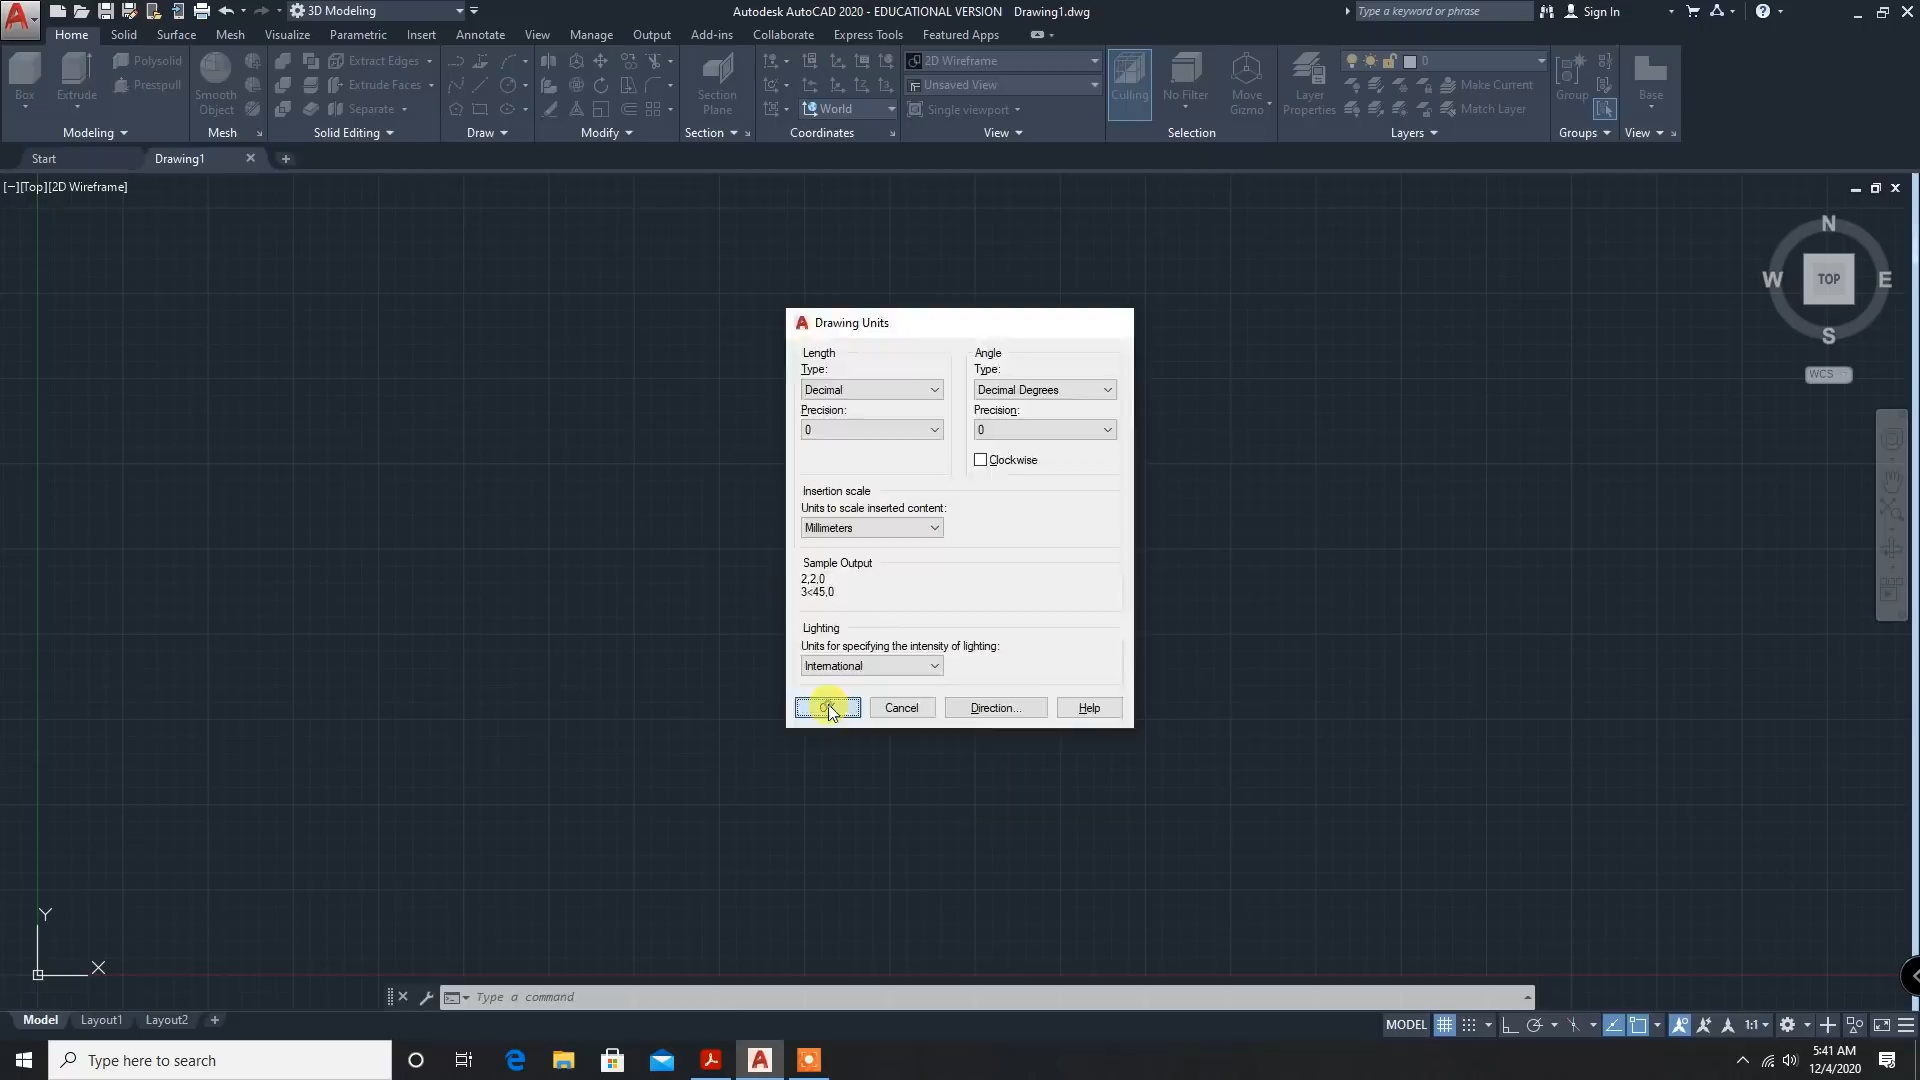 3D Modeling
Autodesk AutoCAD 2020 - EDUCATIONAL VERSION Drawing1.dwg
Type a keyword or phrase
Sign In
Home Solid Surface Mesh Visualize Parametric Insert Annotate View Manage Output Add-ins Collaborate Express Tools Featured Apps
Polysolid
Extract Edges
2D Wireframe
0
Presspull
Extrude Faces
Unsaved View
Make Current
Box Extrude Smooth Object Separate Section Plane World Single viewport Culling No Filter Move Gizmo Layer Properties Match Layer Group Base
Modeling Mesh Solid Editing Draw Modify Section Coordinates View Selection Layers Groups View
Start Drawing1
[−][Top][2D Wireframe]
N
W TOP E
S
WCS
Drawing Units
Length
Type:
Decimal
Precision:
0
Angle
Type:
Decimal Degrees
Precision:
0
Clockwise
Insertion scale
Units to scale inserted content:
Millimeters
Sample Output
2,2,0
3<45,0
Lighting
Units for specifying the intensity of lighting:
International
Cancel Direction... Help
Y
X
Type a command
Model Layout1 Layout2
MODEL 1:1
Type here to search
5:41 AM
12/4/2020